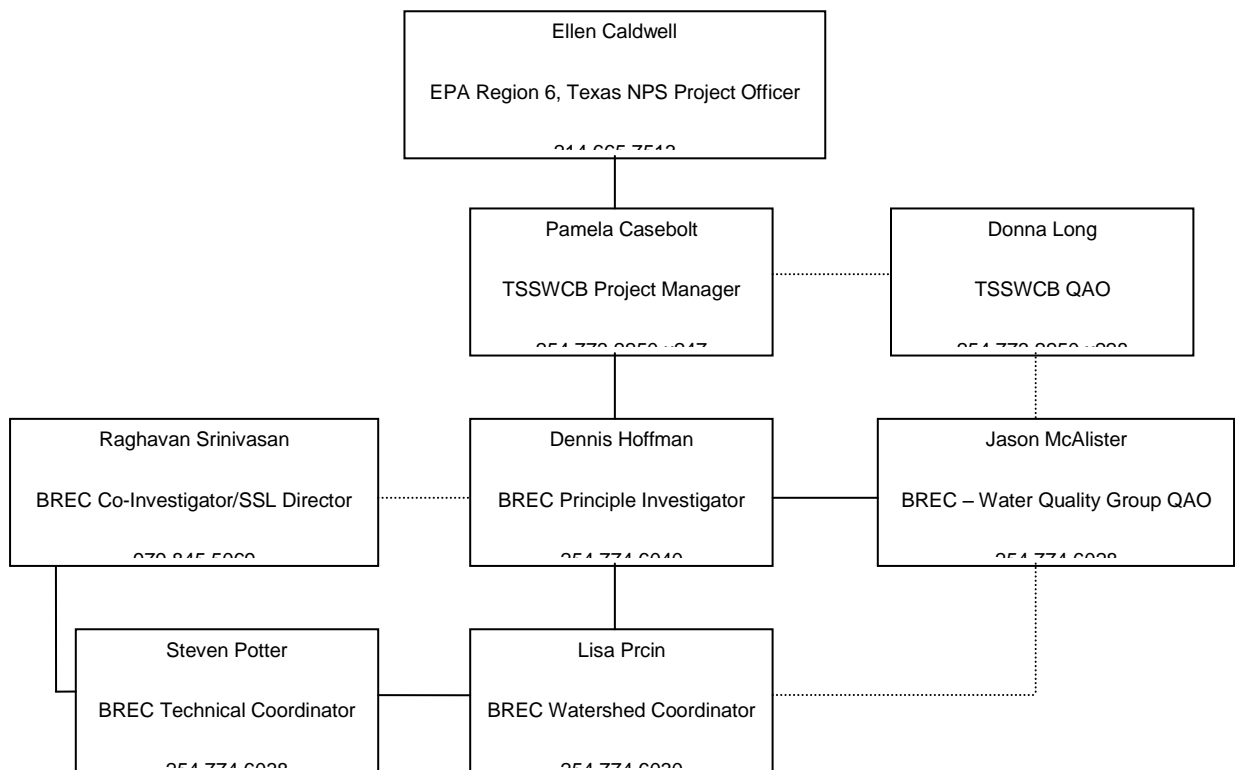 Ellen Caldwell
EPA Region 6, Texas NPS Project Officer
Pamela Casebolt
TSSWCB Project Manager
Donna Long
TSSWCB QAO
Raghavan Srinivasan
BREC Co-Investigator/SSL Director
Dennis Hoffman
BREC Principle Investigator
Jason McAlister
BREC – Water Quality Group QAO
Steven Potter
BREC Technical Coordinator
Lisa Prcin
BREC Watershed Coordinator